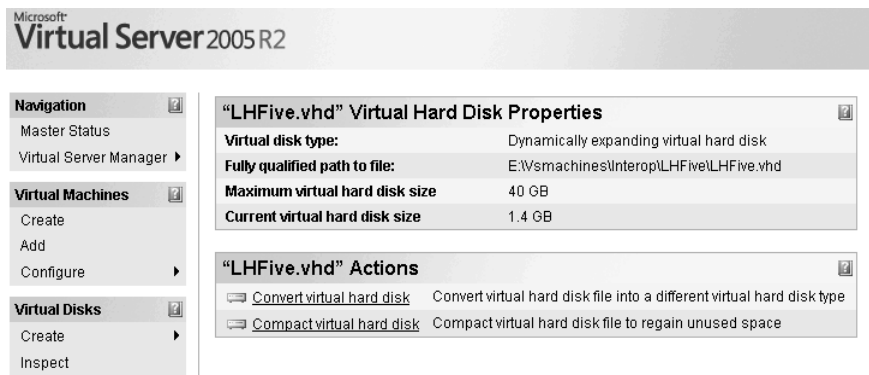 Microsoft
Virtual Server 2005 R2
Navigation
Master Status
Virtual Server Manager
Virtual Machines
Create
Add
Configure
Virtual Disks
Create
Inspect
“LHFive.vhd” Virtual Hard Disk Properties
Virtual disk type: Dynamically expanding virtual hard disk
Fully qualified path to file: E:\Vsmachines\Interop\LHFive\LHFive.vhd
Maximum virtual hard disk size 40 GB
Current virtual hard disk size 1.4 GB
“LHFive.vhd” Actions
Convert virtual hard disk Convert virtual hard disk file into a different virtual hard disk type
Compact virtual hard disk Compact virtual hard disk file to regain unused space